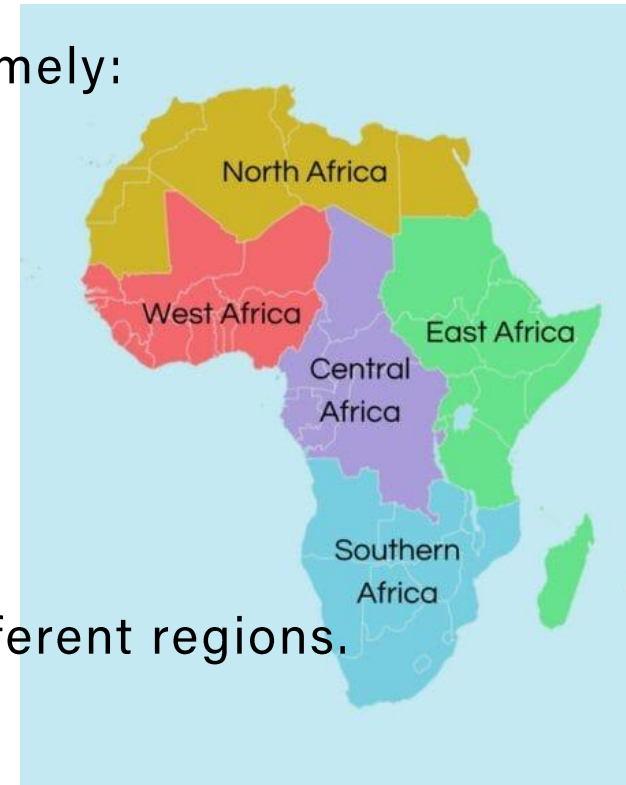 mely:
North Africa
West Africa
East Africa
Central
Africa
Southern
Africa
ferent regions.